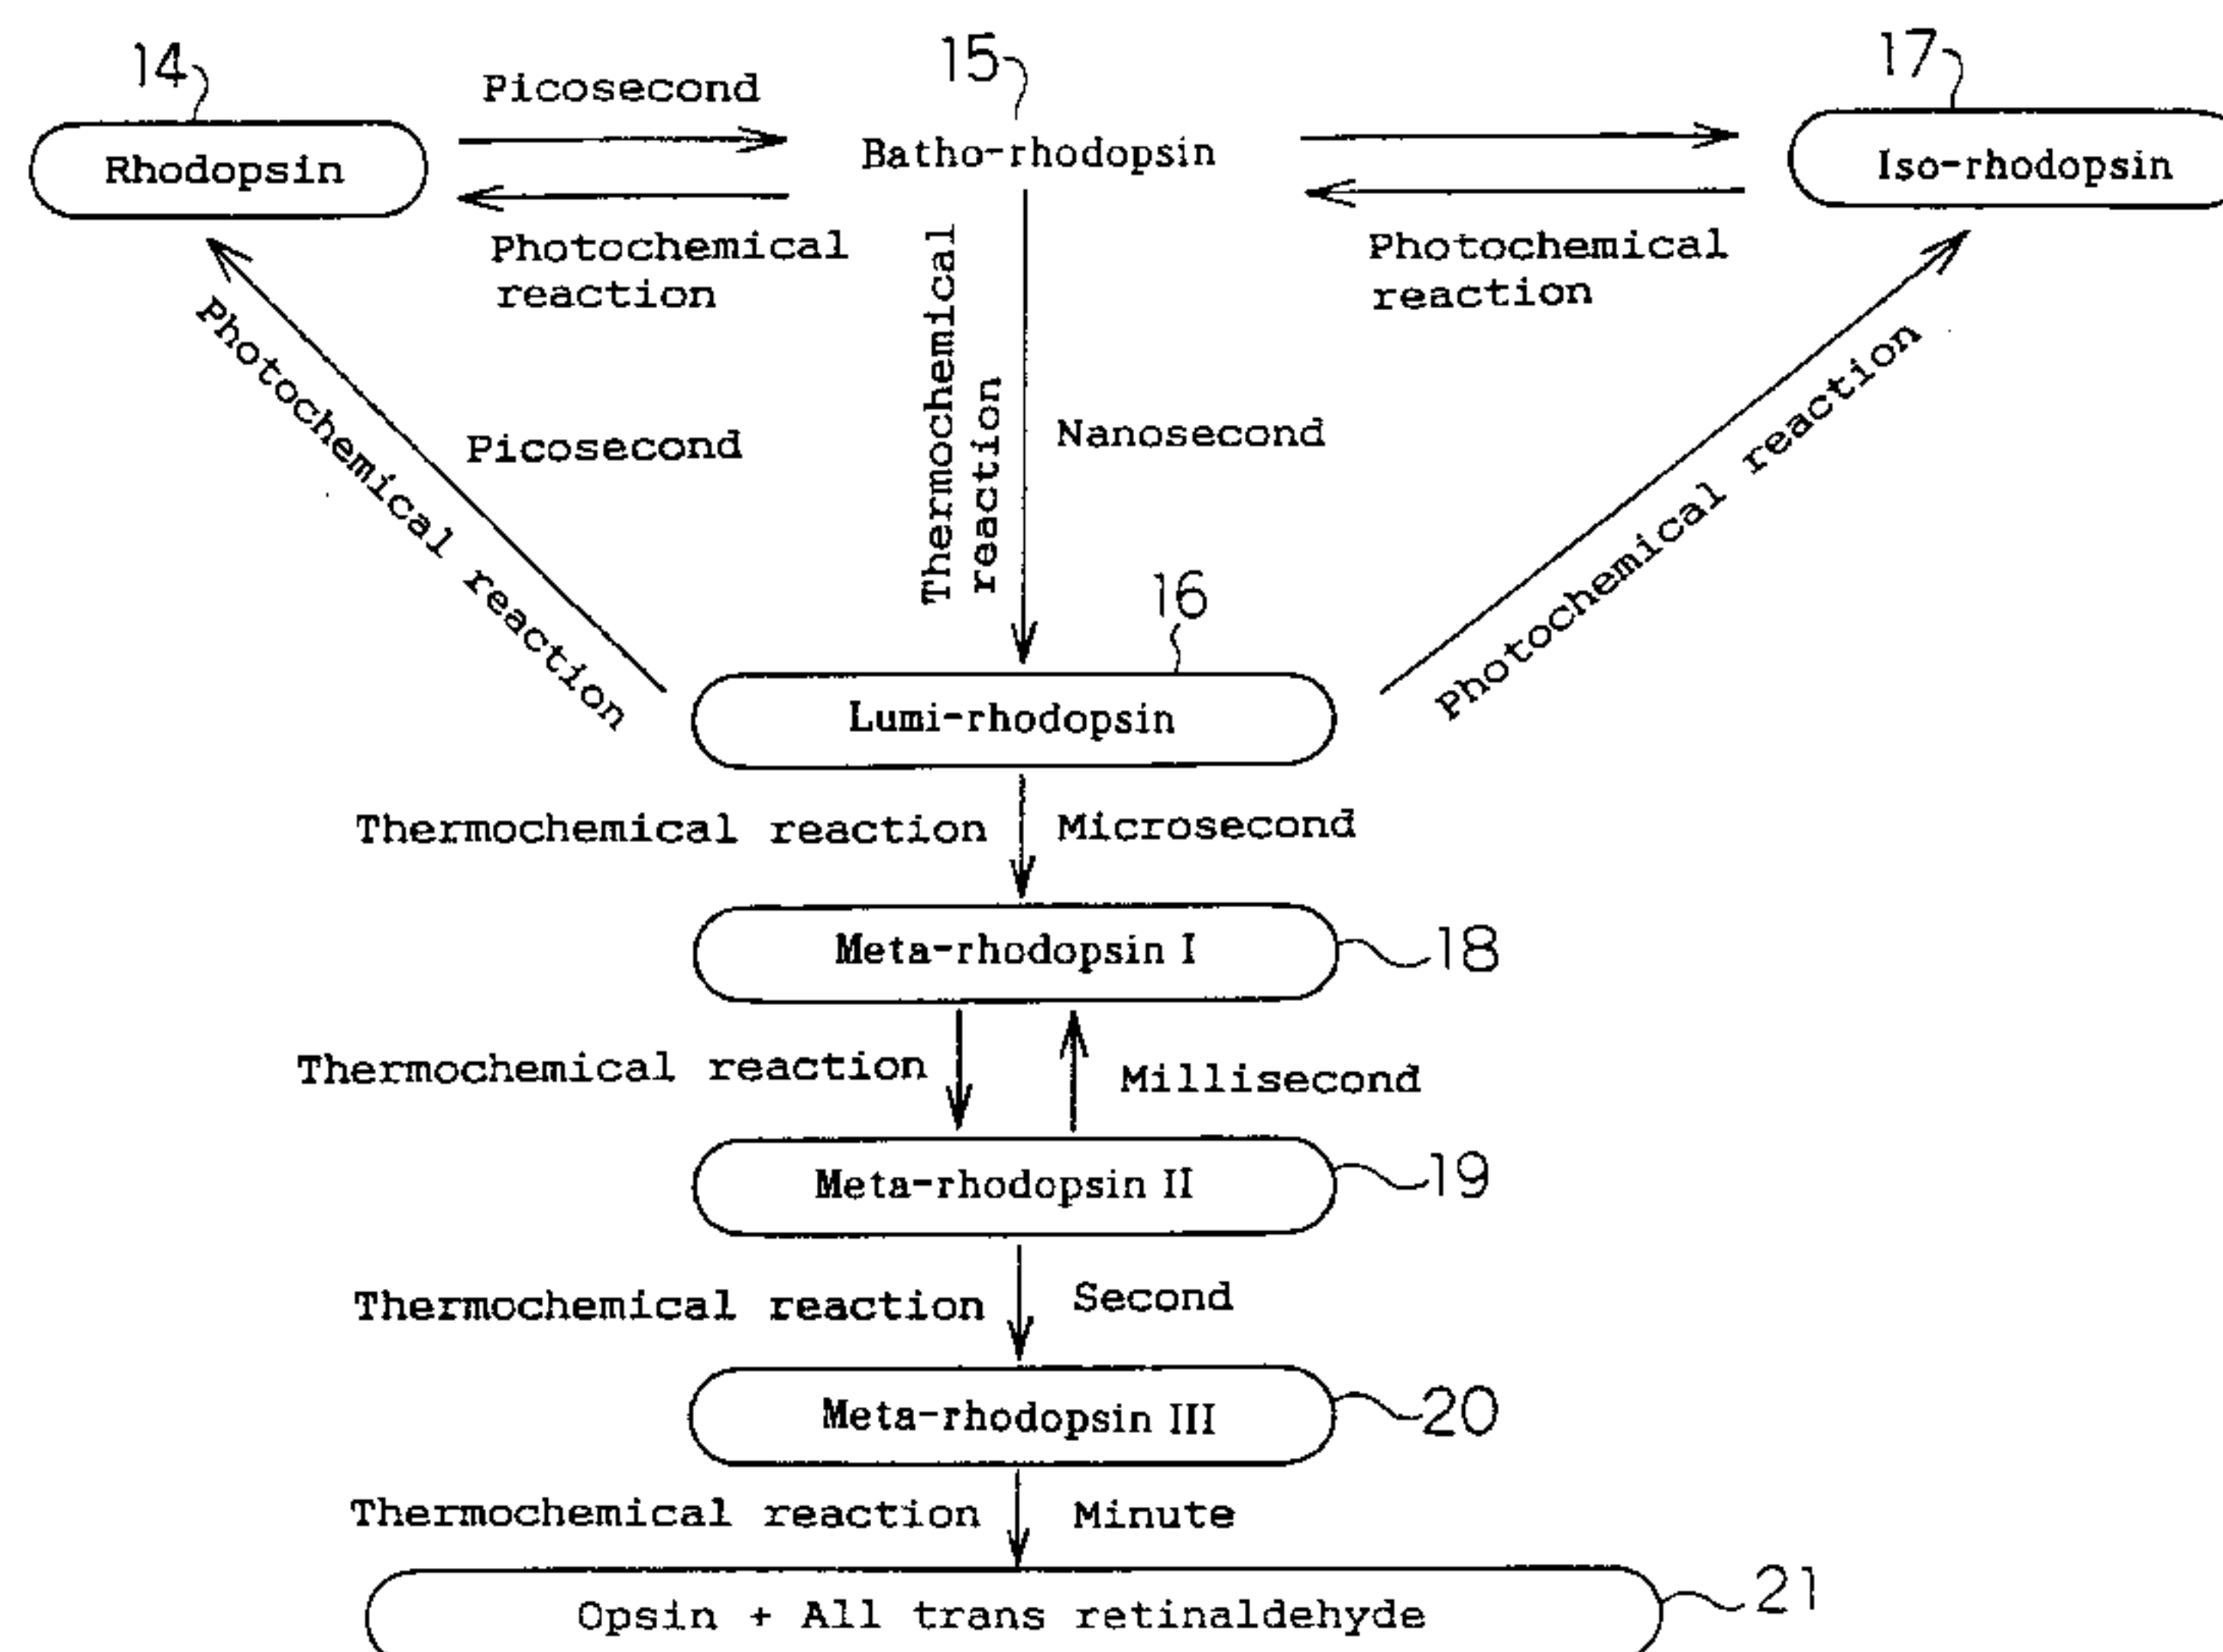 14
15
17
Picosecond
Rhodopsin
Batho-rhodopsin
Iso-rhodopsin
Photochemical
reaction
Photochemical
reaction
Thermochemical
reaction
Photochemical reaction
Picosecond
Nanosecond
Photochemical reaction
16
Lumi-rhodopsin
Thermochemical reaction
Microsecond
Meta-rhodopsin I
18
Thermochemical reaction
Millisecond
Meta-rhodopsin II
19
Thermochemical reaction
Second
Meta-rhodopsin III
20
Thermochemical reaction
Minute
Opsin + All trans retinaldehyde
21